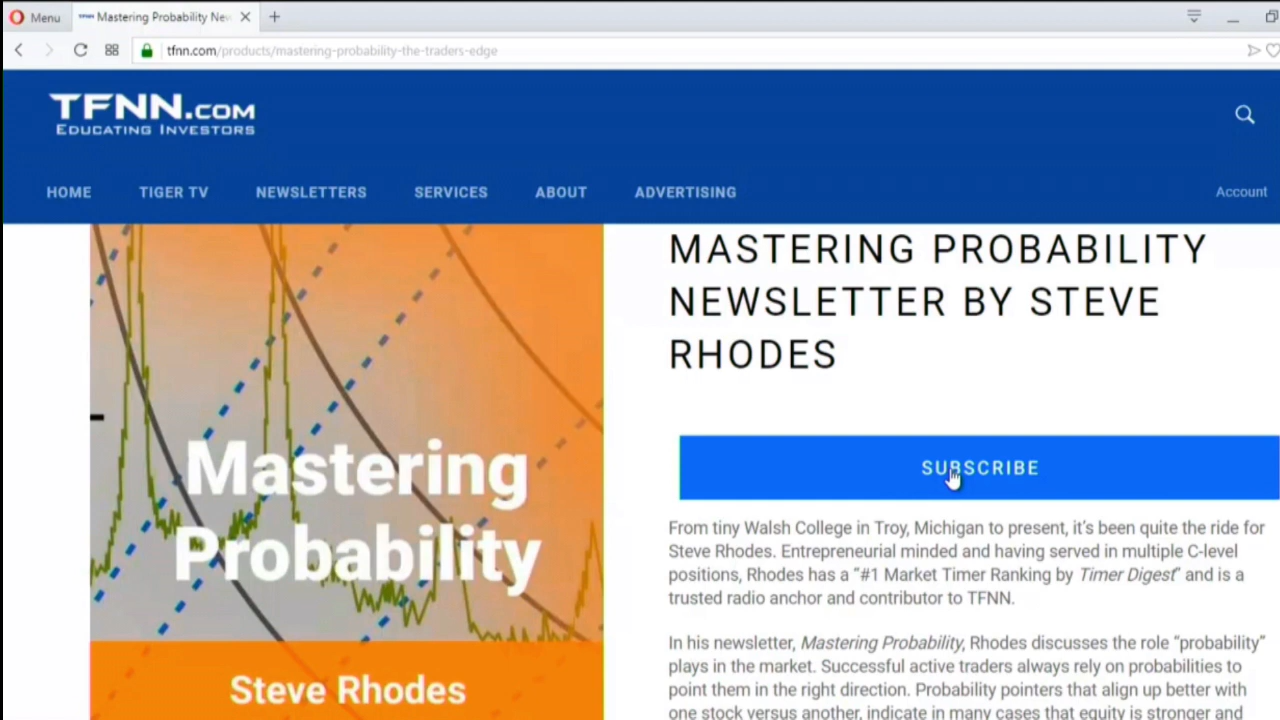 Menu
TFNN Mastering Probability New
tfnn.com/products/mastering-probability-the-traders-edge
TFNN.COM
EDUCATING INVESTORS
HOME TIGER TV NEWSLETTERS SERVICES ABOUT ADVERTISING Account
MASTERING PROBABILITY
NEWSLETTER BY STEVE
RHODES
Mastering
Probability
Steve Rhodes
SUBSCRIBE
From tiny Walsh College in Troy, Michigan to present, it's been quite the ride for
Steve Rhodes. Entrepreneurial minded and having served in multiple C-level
positions, Rhodes has a “#1 Market Timer Ranking by Timer Digest” and is a
trusted radio anchor and contributor to TFNN.
In his newsletter, Mastering Probability, Rhodes discusses the role “probability”
plays in the market. Successful active traders always rely on probabilities to
point them in the right direction. Probability pointers that align up better with
one stock versus another, indicate in many cases that equity is stronger and